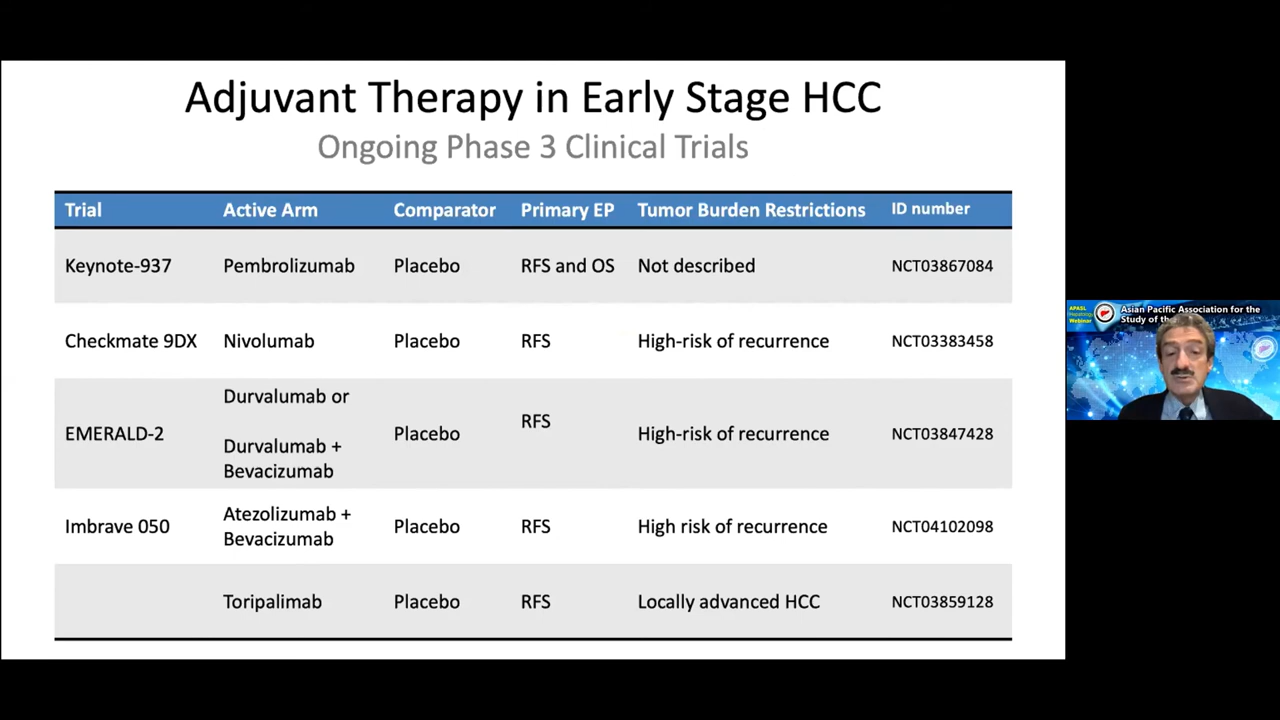 Adjuvant Therapy in Early Stage HCC
Ongoing Phase 3 Clinical Trials
Trial Active Arm Comparator Primary EP Tumor Burden Restrictions ID number
Keynote-937 Pembrolizumab Placebo RFS and OS Not described NCT03867084
Checkmate 9DX Nivolumab Placebo RFS High-risk of recurrence NCT03383458
Durvalumab or
EMERALD-2 Placebo RFS High-risk of recurrence NCT03847428
Durvalumab +
Bevacizumab
Atezolizumab +
Imbrave 050 Placebo RFS High risk of recurrence NCT04102098
Bevacizumab
Toripalimab Placebo RFS Locally advanced HCC NCT03859128
APASL
Hepatology
Webinar
Asian Pacific Association for the
Study of